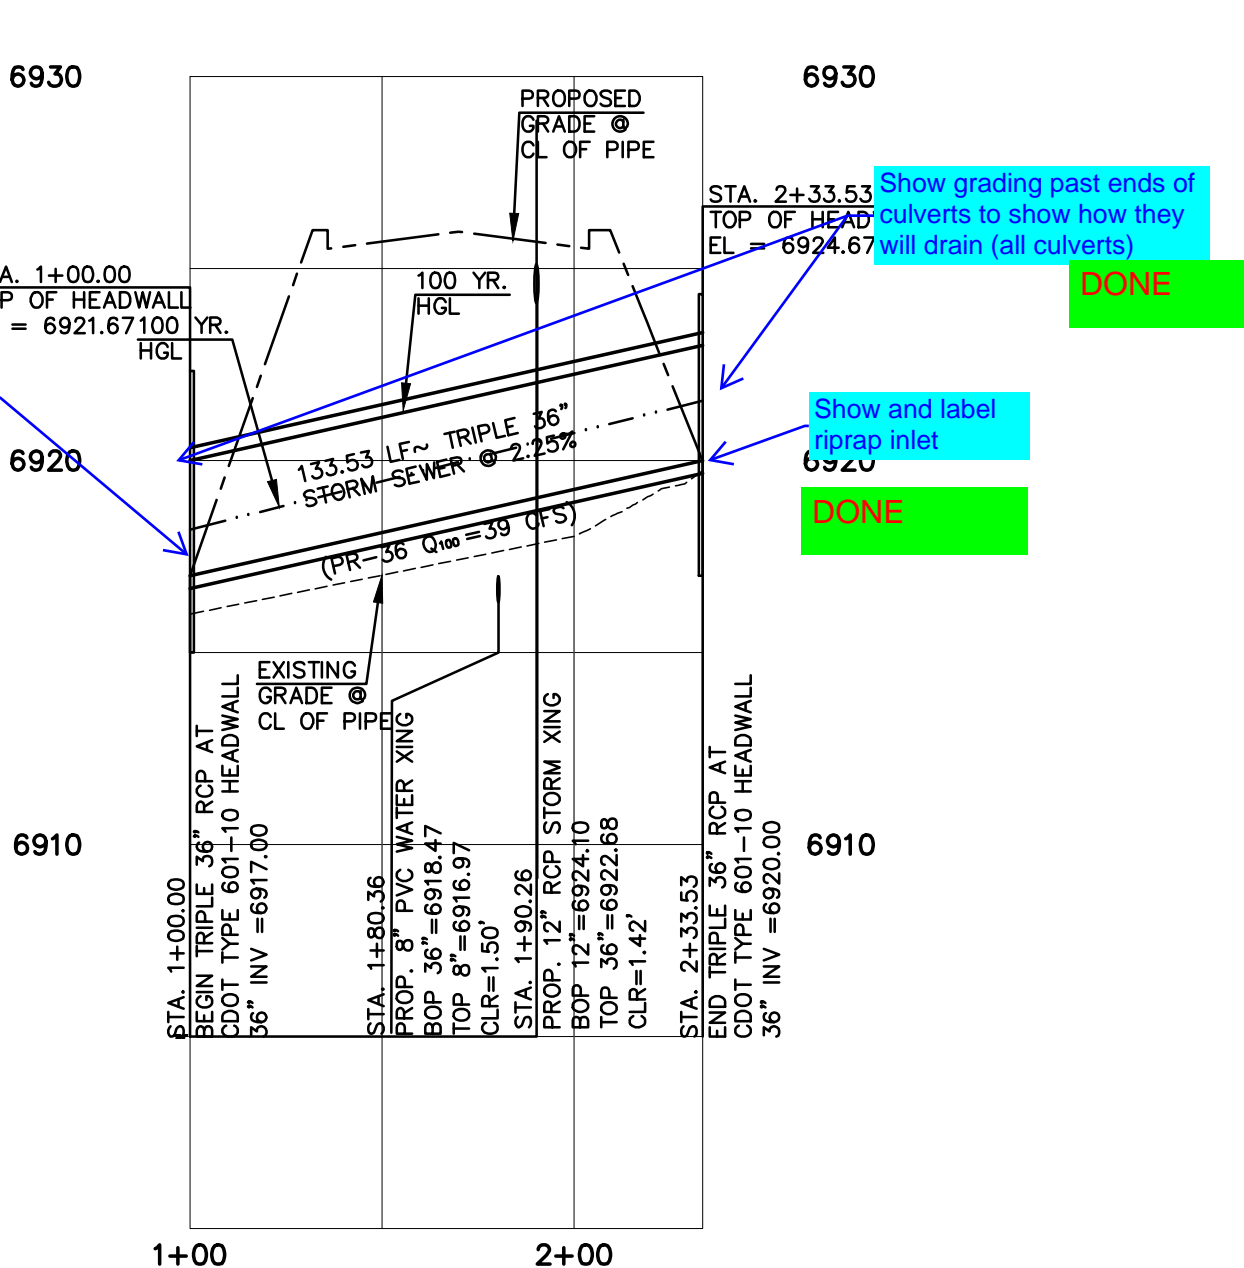 6930
6930
PROPOSED
GRADE @
CL OF PIPE
STA. 2+33.53
TOP OF HEAD
EL = 6924.67
Show grading past ends of
culverts to show how they
will drain (all culverts)
DONE
A. 1+00.00
P OF HEADWALL
= 6921.67
100 YR.
HGL
100 YR.
HGL
133.53 LF~ TRIPLE 36"
STORM SEWER @ 2.25%
(PR-36 Q100=39 CFS)
Show and label
riprap inlet
DONE
6920
6920
EXISTING
GRADE @
CL OF PIPE
6910
6910
STA. 1+00.00
BEGIN TRIPLE 36" RCP AT
CDOT TYPE 601-10 HEADWALL
36" INV =6917.00
STA. 1+80.36
PROP. 8" PVC WATER XING
BOP 36"=6918.47
TOP 8"=6916.97
CLR=1.50'
STA. 1+90.26
PROP. 12" RCP STORM XING
BOP 12"=6924.10
TOP 36"=6922.68
CLR=1.42'
STA. 2+33.53
END TRIPLE 36" RCP AT
CDOT TYPE 601-10 HEADWALL
36" INV =6920.00
1+00
2+00